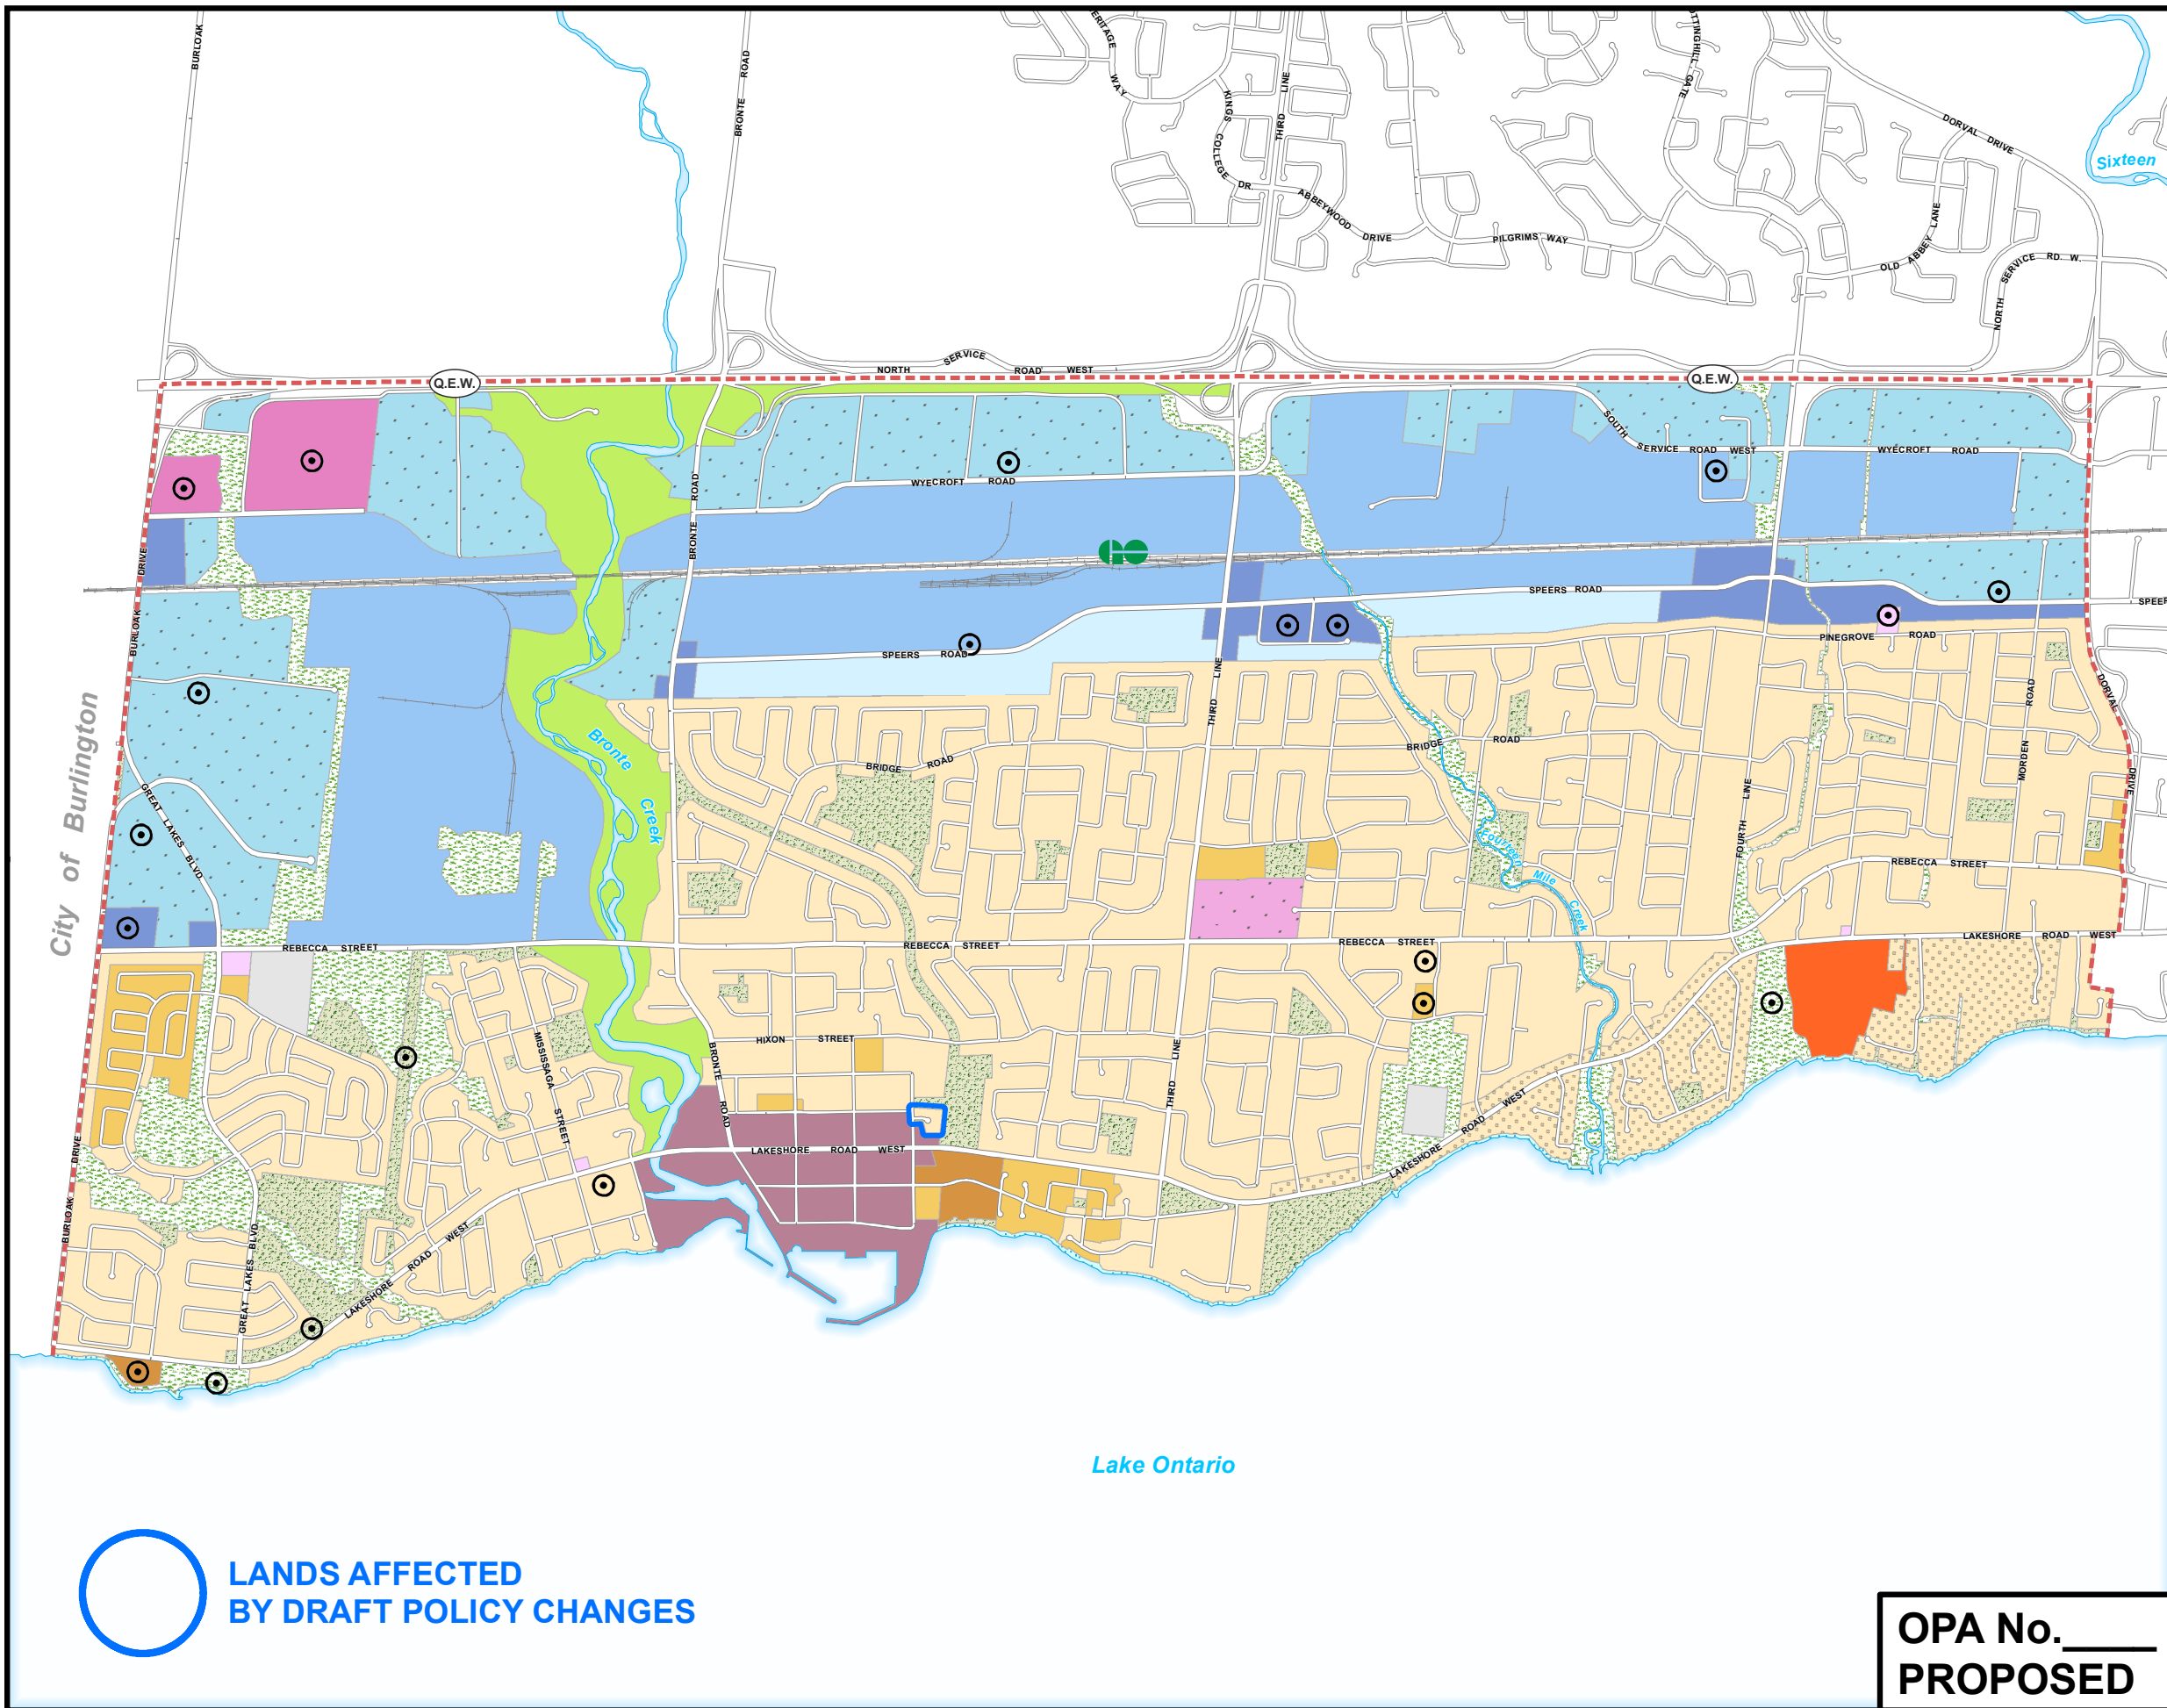 BURLOAK
BRONTE ROAD
ERITAGE WAY
KINGS COLLEGE DR.
THIRD LINE
OTTINGHILL GATE
DORVAL DRIVE
Sixteen
ABBEYWOOD DRIVE
PILGRIMS WAY
OLD ABBEY LANE
NORTH SERVICE RD. W.
NORTH SERVICE ROAD WEST
Q.E.W.
Q.E.W.
SOUTH SERVICE ROAD WEST
WYECROFT ROAD
WYECROFT ROAD
BRONTE ROAD
BURLOAK DRIVE
SPEERS ROAD
SPEER
SPEERS ROAD
PINEGROVE ROAD
THIRD LINE
MORDEN ROAD
DORVAL DRIVE
City of Burlington
Bronte Creek
BRIDGE ROAD
BRIDGE ROAD
GREAT LAKES BLVD.
FOURTH LINE
Fourteen Mile Creek
REBECCA STREET
REBECCA STREET
REBECCA STREET
REBECCA STREET
LAKESHORE ROAD WEST
MISSISSAGA STREET
HIXON STREET
BRONTE ROAD
THIRD LINE
LAKESHORE ROAD WEST
LAKESHORE ROAD WEST
BURLOAK DRIVE
GREAT LAKES BLVD.
LAKESHORE ROAD WEST
Lake Ontario
LANDS AFFECTED
BY DRAFT POLICY CHANGES
OPA No.____
PROPOSED